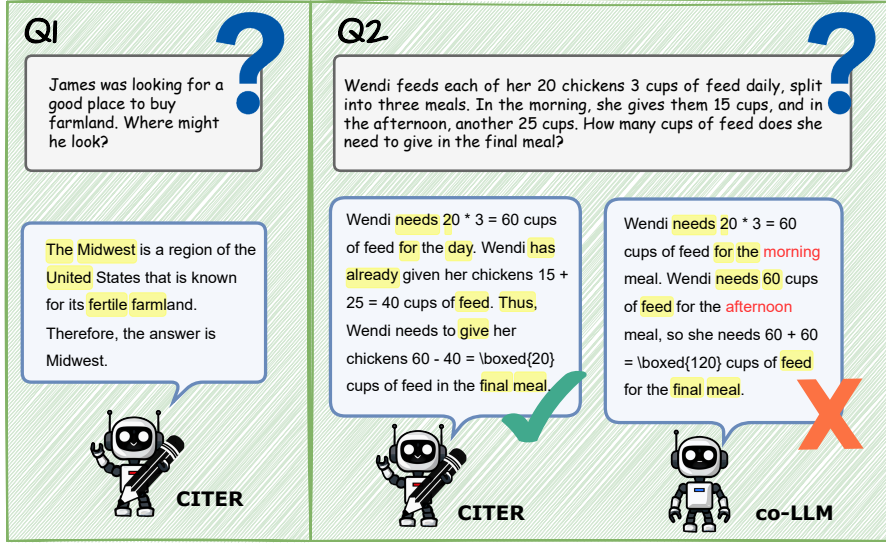 Q1
?
James was looking for a
good place to buy
farmland. Where might
he look?
The Midwest is a region of the
United States that is known
for its fertile farmland.
Therefore, the answer is
Midwest.
CITER
Q2
?
Wendi feeds each of her 20 chickens 3 cups of feed daily, split
into three meals. In the morning, she gives them 15 cups, and in
the afternoon, another 25 cups. How many cups of feed does she
need to give in the final meal?
Wendi needs 20 * 3 = 60 cups
of feed for the day. Wendi has
already given her chickens 15 +
25 = 40 cups of feed. Thus,
Wendi needs to give her
chickens 60 - 40 = \boxed{20}
cups of feed in the final meal.
CITER
Wendi needs 20 * 3 = 60
cups of feed for the morning
meal. Wendi needs 60 cups
of feed for the afternoon
meal, so she needs 60 + 60
= \boxed{120} cups of feed
for the final meal.
X
co-LLM